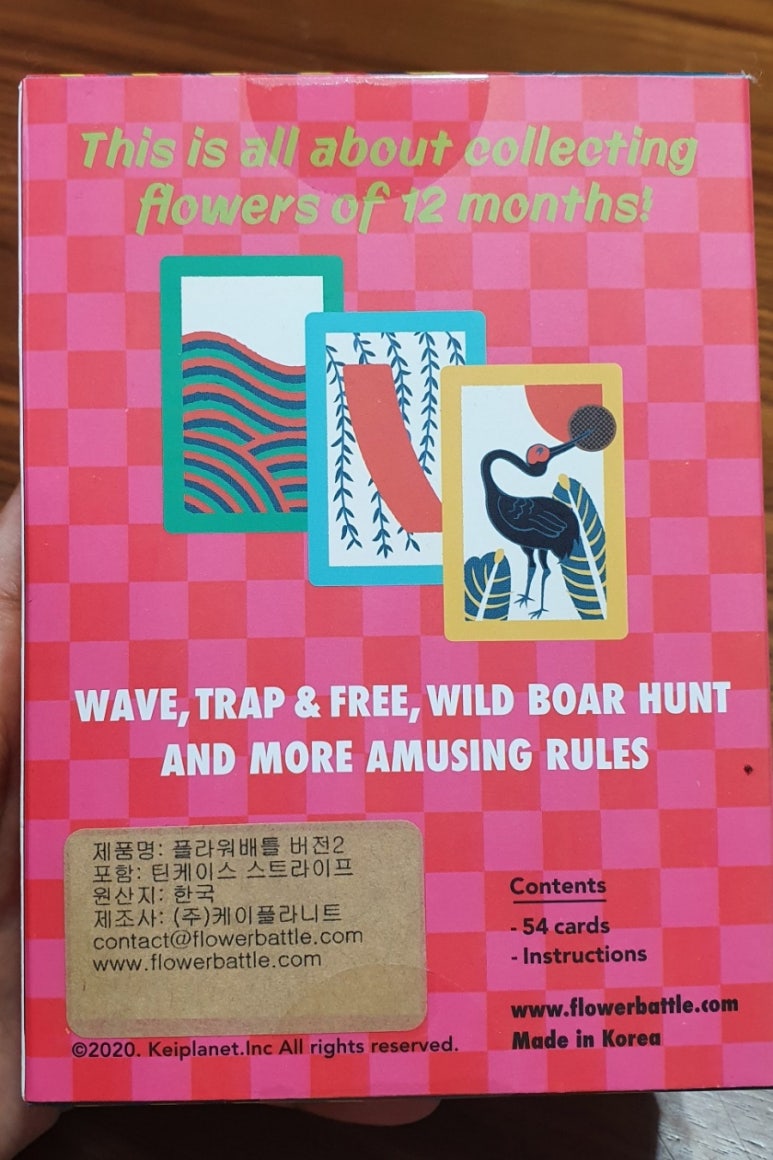 This is all about collecting
flowers of 12 months!
WAVE, TRAP & FREE, WILD BOAR HUNT
AND MORE AMUSING RULES
제품명: 플라워배틀 버전2
포함: 틴케이스 스트라이프
원산지: 한국
제조사: (주)케이플라니트
contact@flowerbattle.com
www.flowerbattle.com
Contents
- 54 cards
- Instructions
www.flowerbattle.com
Made in Korea
©2020. Keiplanet.Inc All rights reserved.